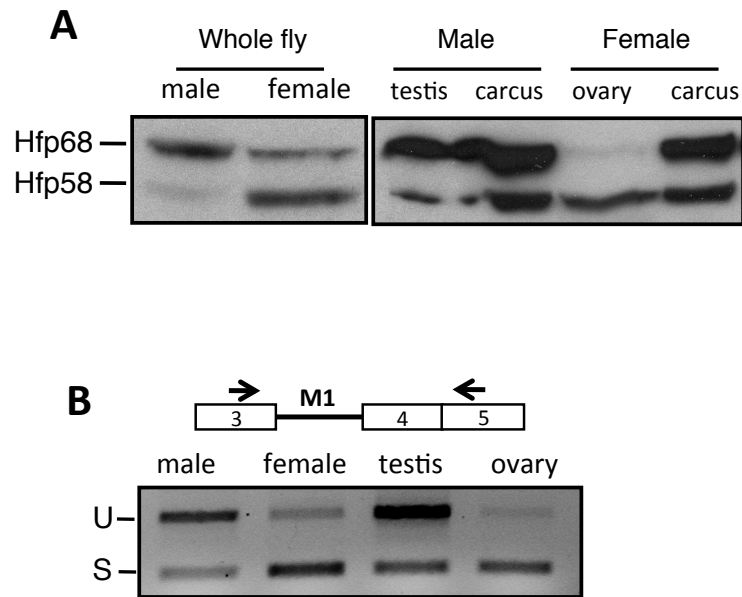 A
Whole fly Male Female
male female testis carcus ovary carcus
Hfp68
Hfp58
B
M1
3 4 5
male female testis ovary
U
S